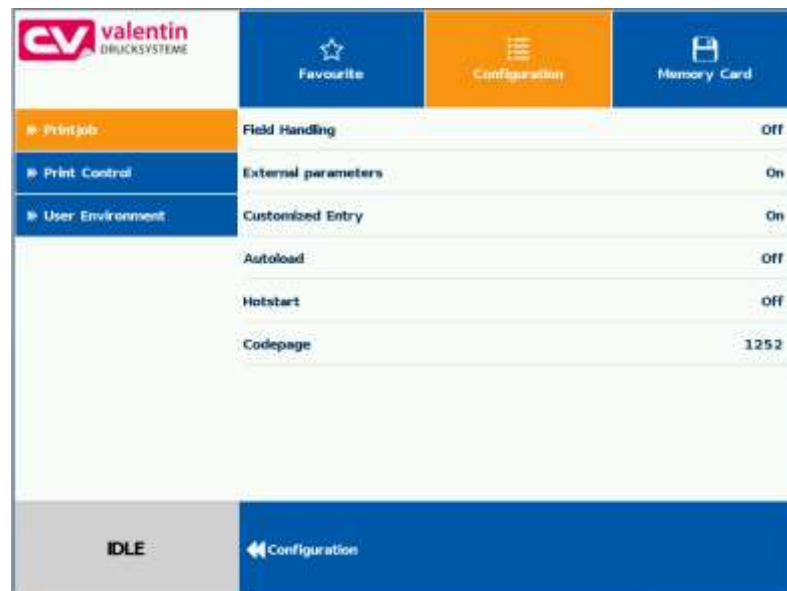 CV valentin
DRUCKSYSTEME
Favourite
Configuration
Memory Card
Printjob
Print Control
User Environment
Field Handling Off
External parameters On
Customized Entry On
Autoload Off
Hotstart Off
Codepage 1252
IDLE
Configuration